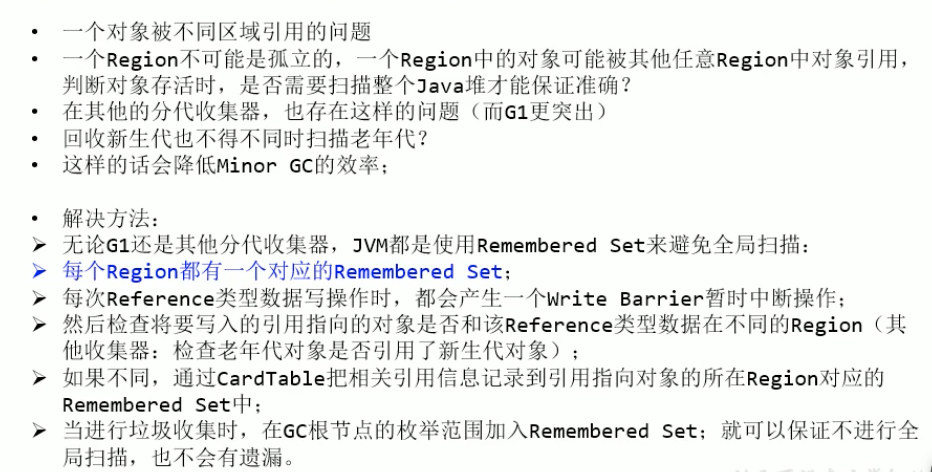 • 一个对象被不同区域引用的问题
• 一个Region不可能是孤立的，一个Region中的对象可能被其他任意Region中对象引用，
判断对象存活时，是否需要扫描整个Java堆才能保证准确？
• 在其他的分代收集器，也存在这样的问题（而G1更突出）
• 回收新生代也不得不同时扫描老年代？
• 这样的话会降低Minor GC的效率；
• 解决方法：
➢ 无论G1还是其他分代收集器，JVM都是使用Remembered Set来避免全局扫描：
➢ 每个Region都有一个对应的Remembered Set；
➢ 每次Reference类型数据写操作时，都会产生一个Write Barrier暂时中断操作；
➢ 然后检查将要写入的引用指向的对象是否和该Reference类型数据在不同的Region（其
他收集器：检查老年代对象是否引用了新生代对象）；
➢ 如果不同，通过CardTable把相关引用信息记录到引用指向对象的所在Region对应的
Remembered Set中；
➢ 当进行垃圾收集时，在GC根节点的枚举范围加入Remembered Set；就可以保证不进行全
局扫描，也不会有遗漏。